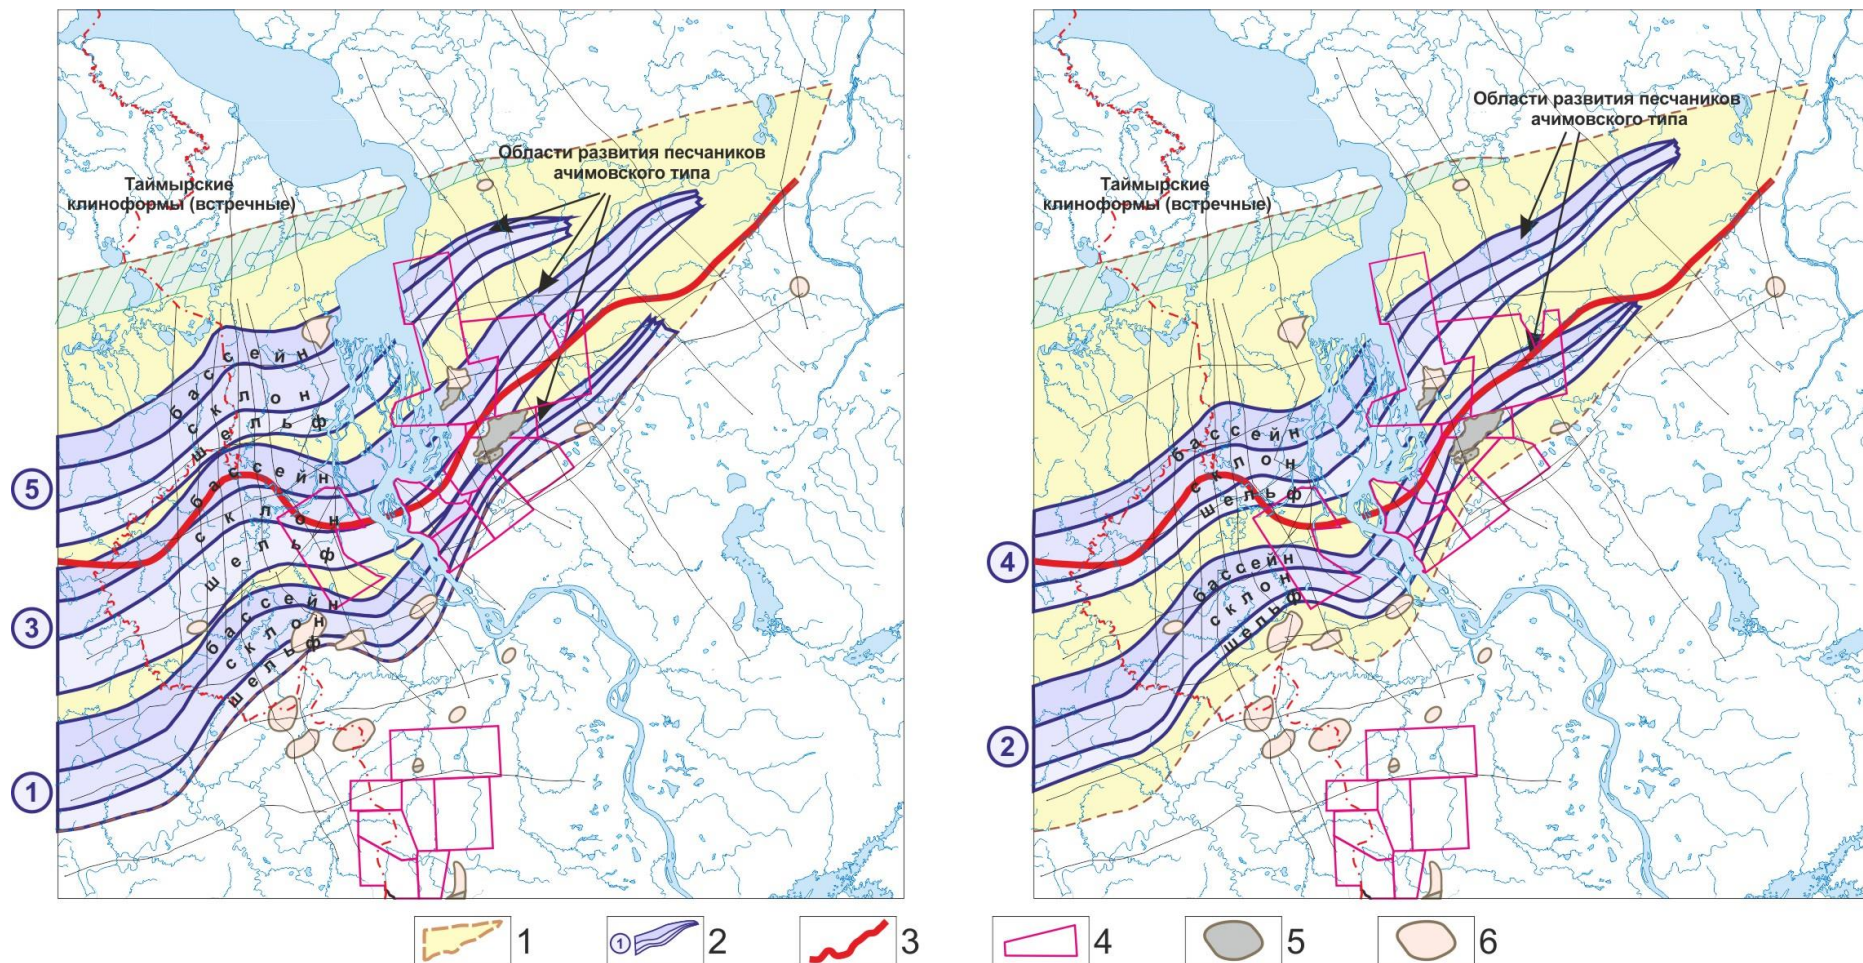 Области развития песчаников
ачимовского типа
Таймырские
клиноформы (встречные)
бассейн
склон
шельф
бассейн
склон
шельф
бассейн
склон
шельф
5
3
1
Области развития песчаников
ачимовского типа
Таймырские
клиноформы (встречные)
бассейн
склон
шельф
бассейн
склон
шельф
4
2
1
1 2
3
4
5
6